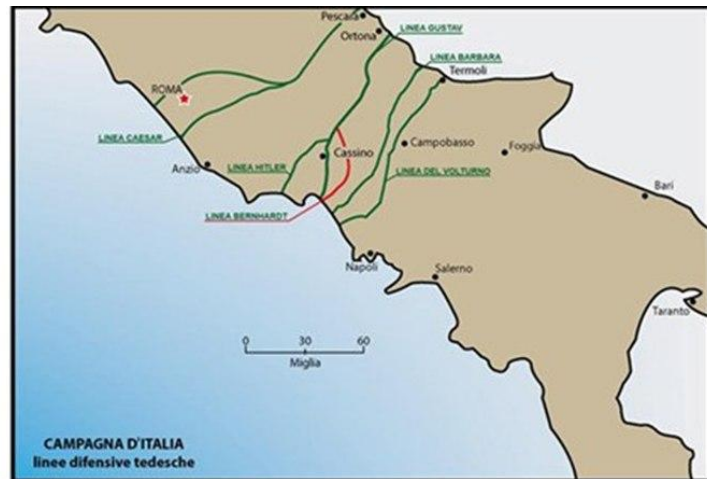 Pescara
Ortona
LINEA GUSTAV
LINEA BARBARA
Termoli
ROMA
LINEA CAESAR
Anzio
LINEA HITLER
Cassino
Campobasso
Foggia
LINEA DEL VOLTURNO
Bari
LINEA BERNHARDT
Napoli
Salerno
Taranto
0 30 60
Miglia
CAMPAGNA D'ITALIA
linee difensive tedesche